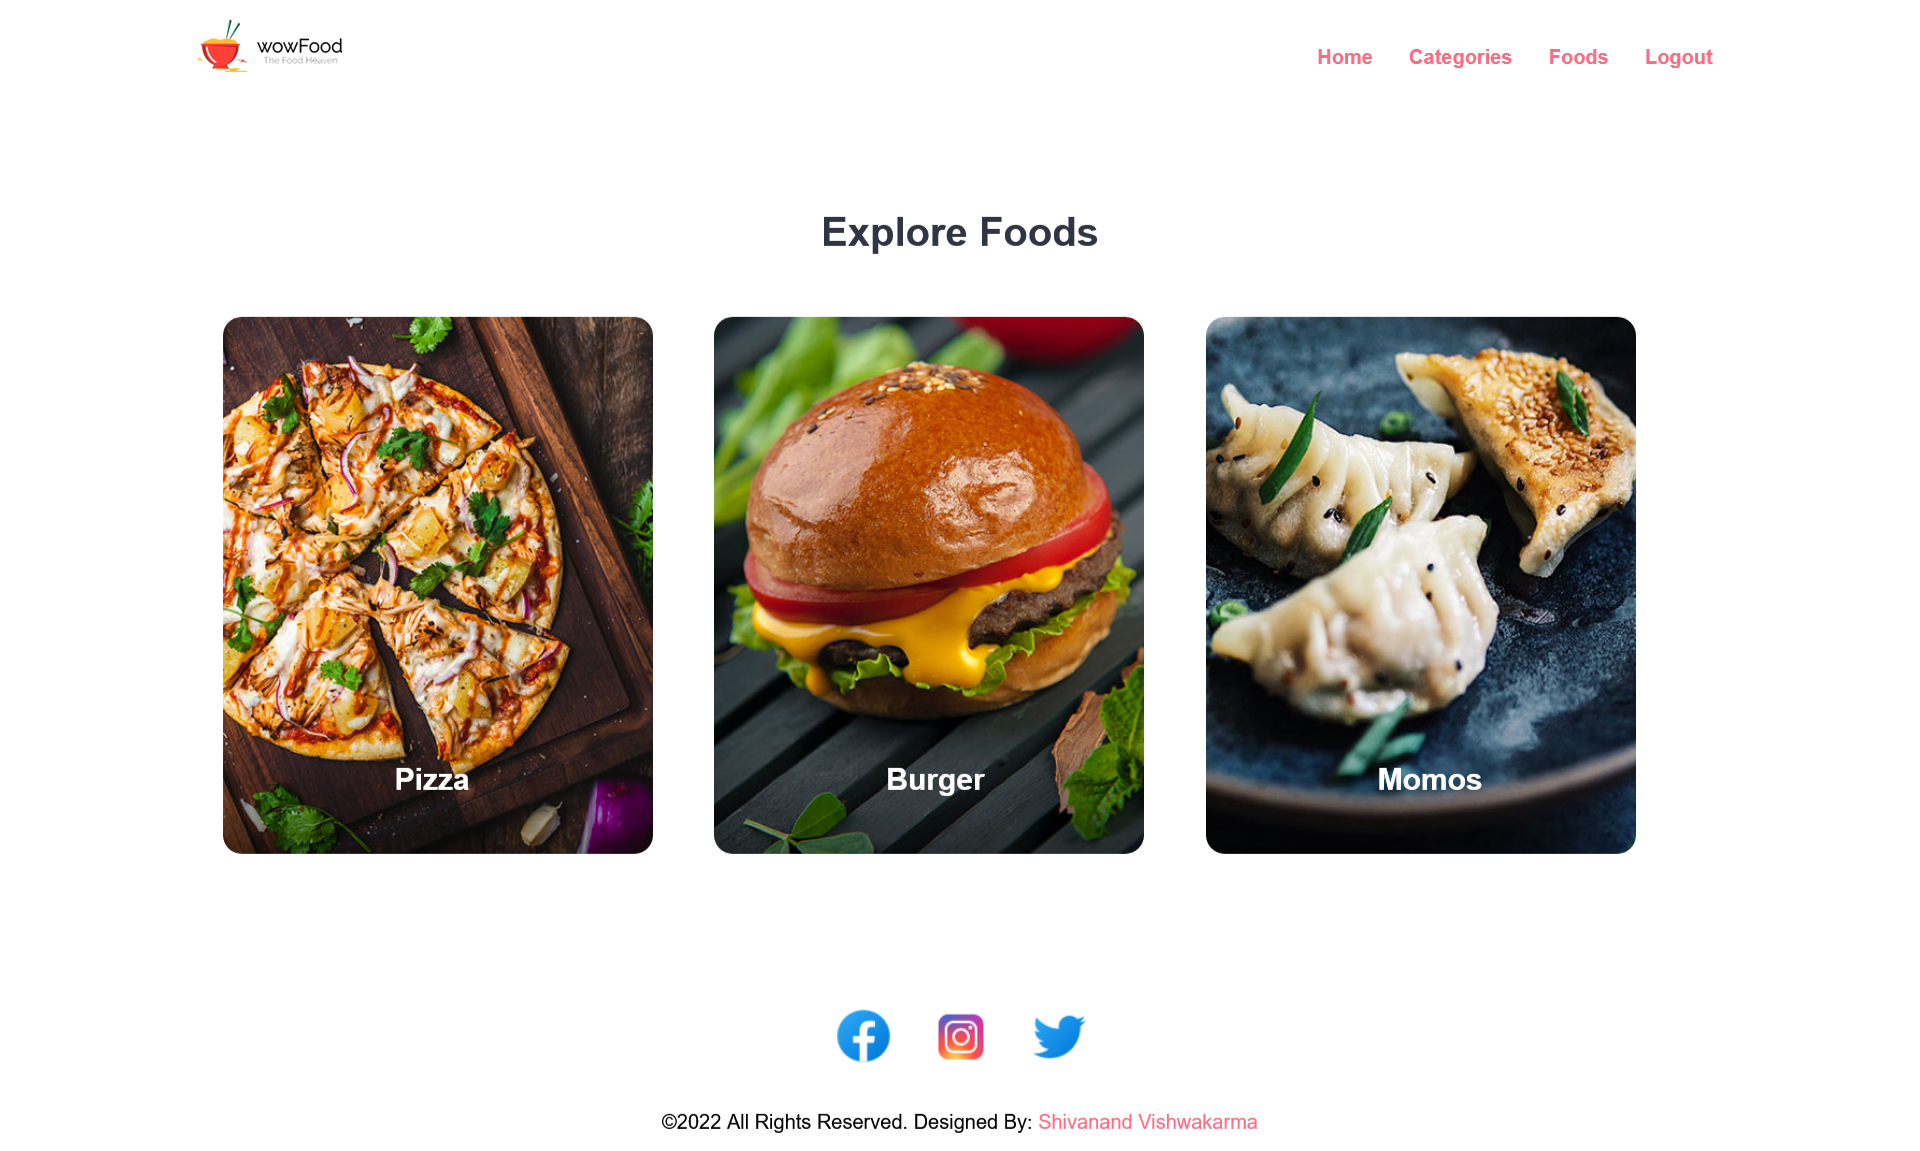 wowFood
The Food Heaven
Home Categories Foods Logout
Explore Foods
Pizza
Burger
Momos
©2022 All Rights Reserved. Designed By: Shivanand Vishwakarma